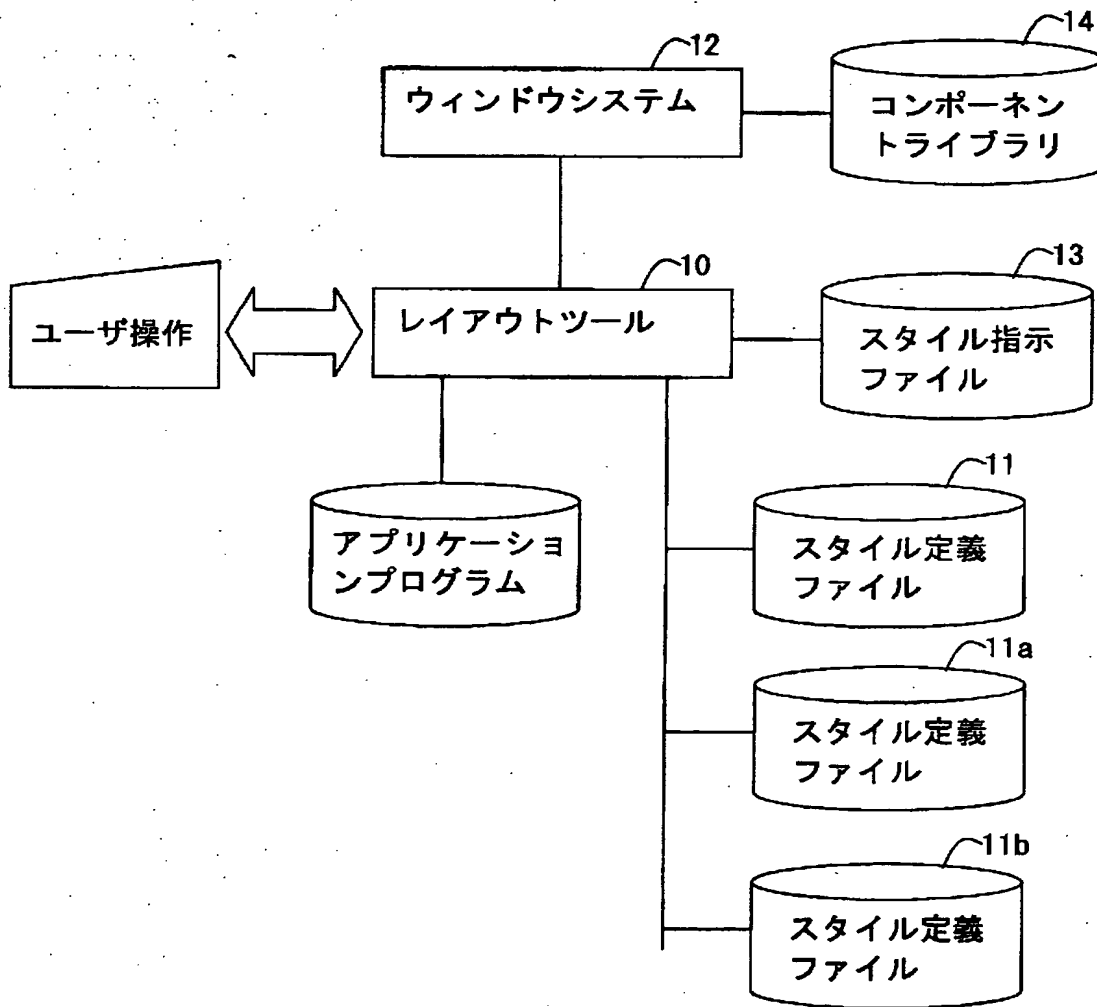 12
ウィンドウシステム
14
コンポーネン
トライブラリ
10
レイアウトツール
ユーザ操作
13
スタイル指示
ファイル
アプリケーショ
ンプログラム
11
スタイル定義
ファイル
11a
スタイル定義
ファイル
11b
スタイル定義
ファイル